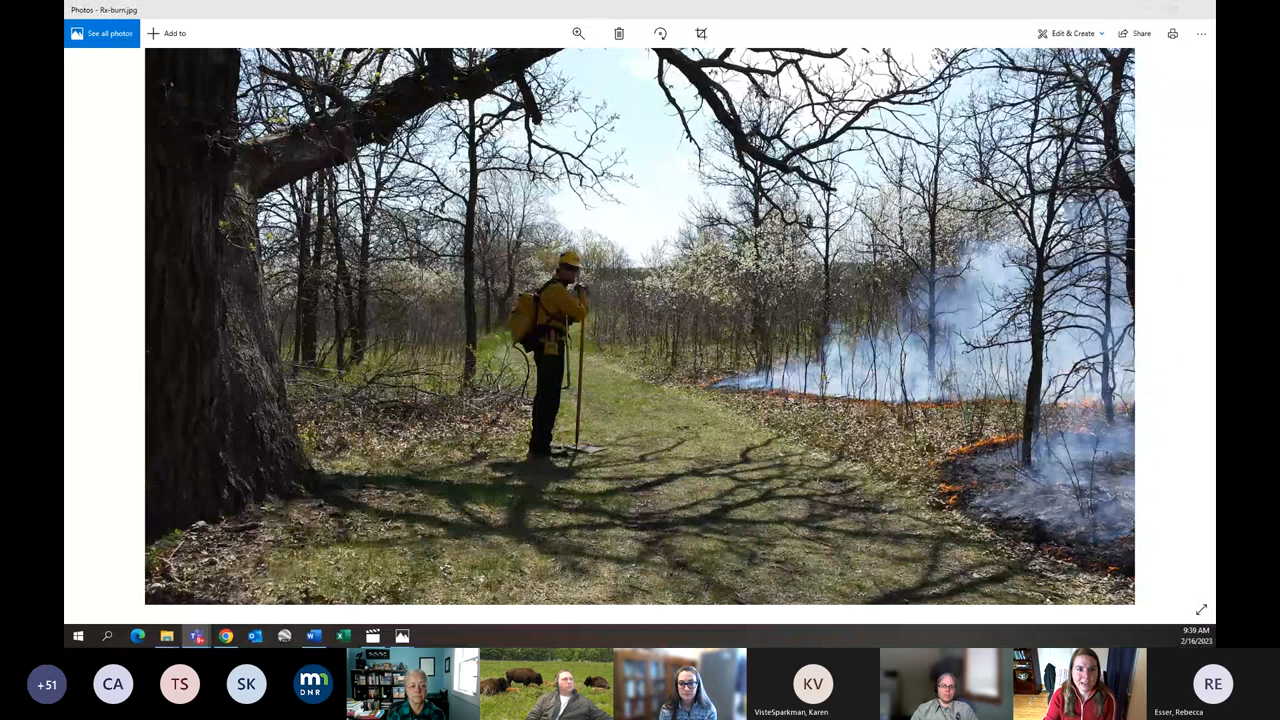 Photos - Rx-burn.jpg
See all photos
Add to
Edit & Create
Share
9:39 AM
2/16/2023
+51
CA
TS
SK
mn
DNR
KV
VisteSparkman, Karen
RE
Esser, Rebecca